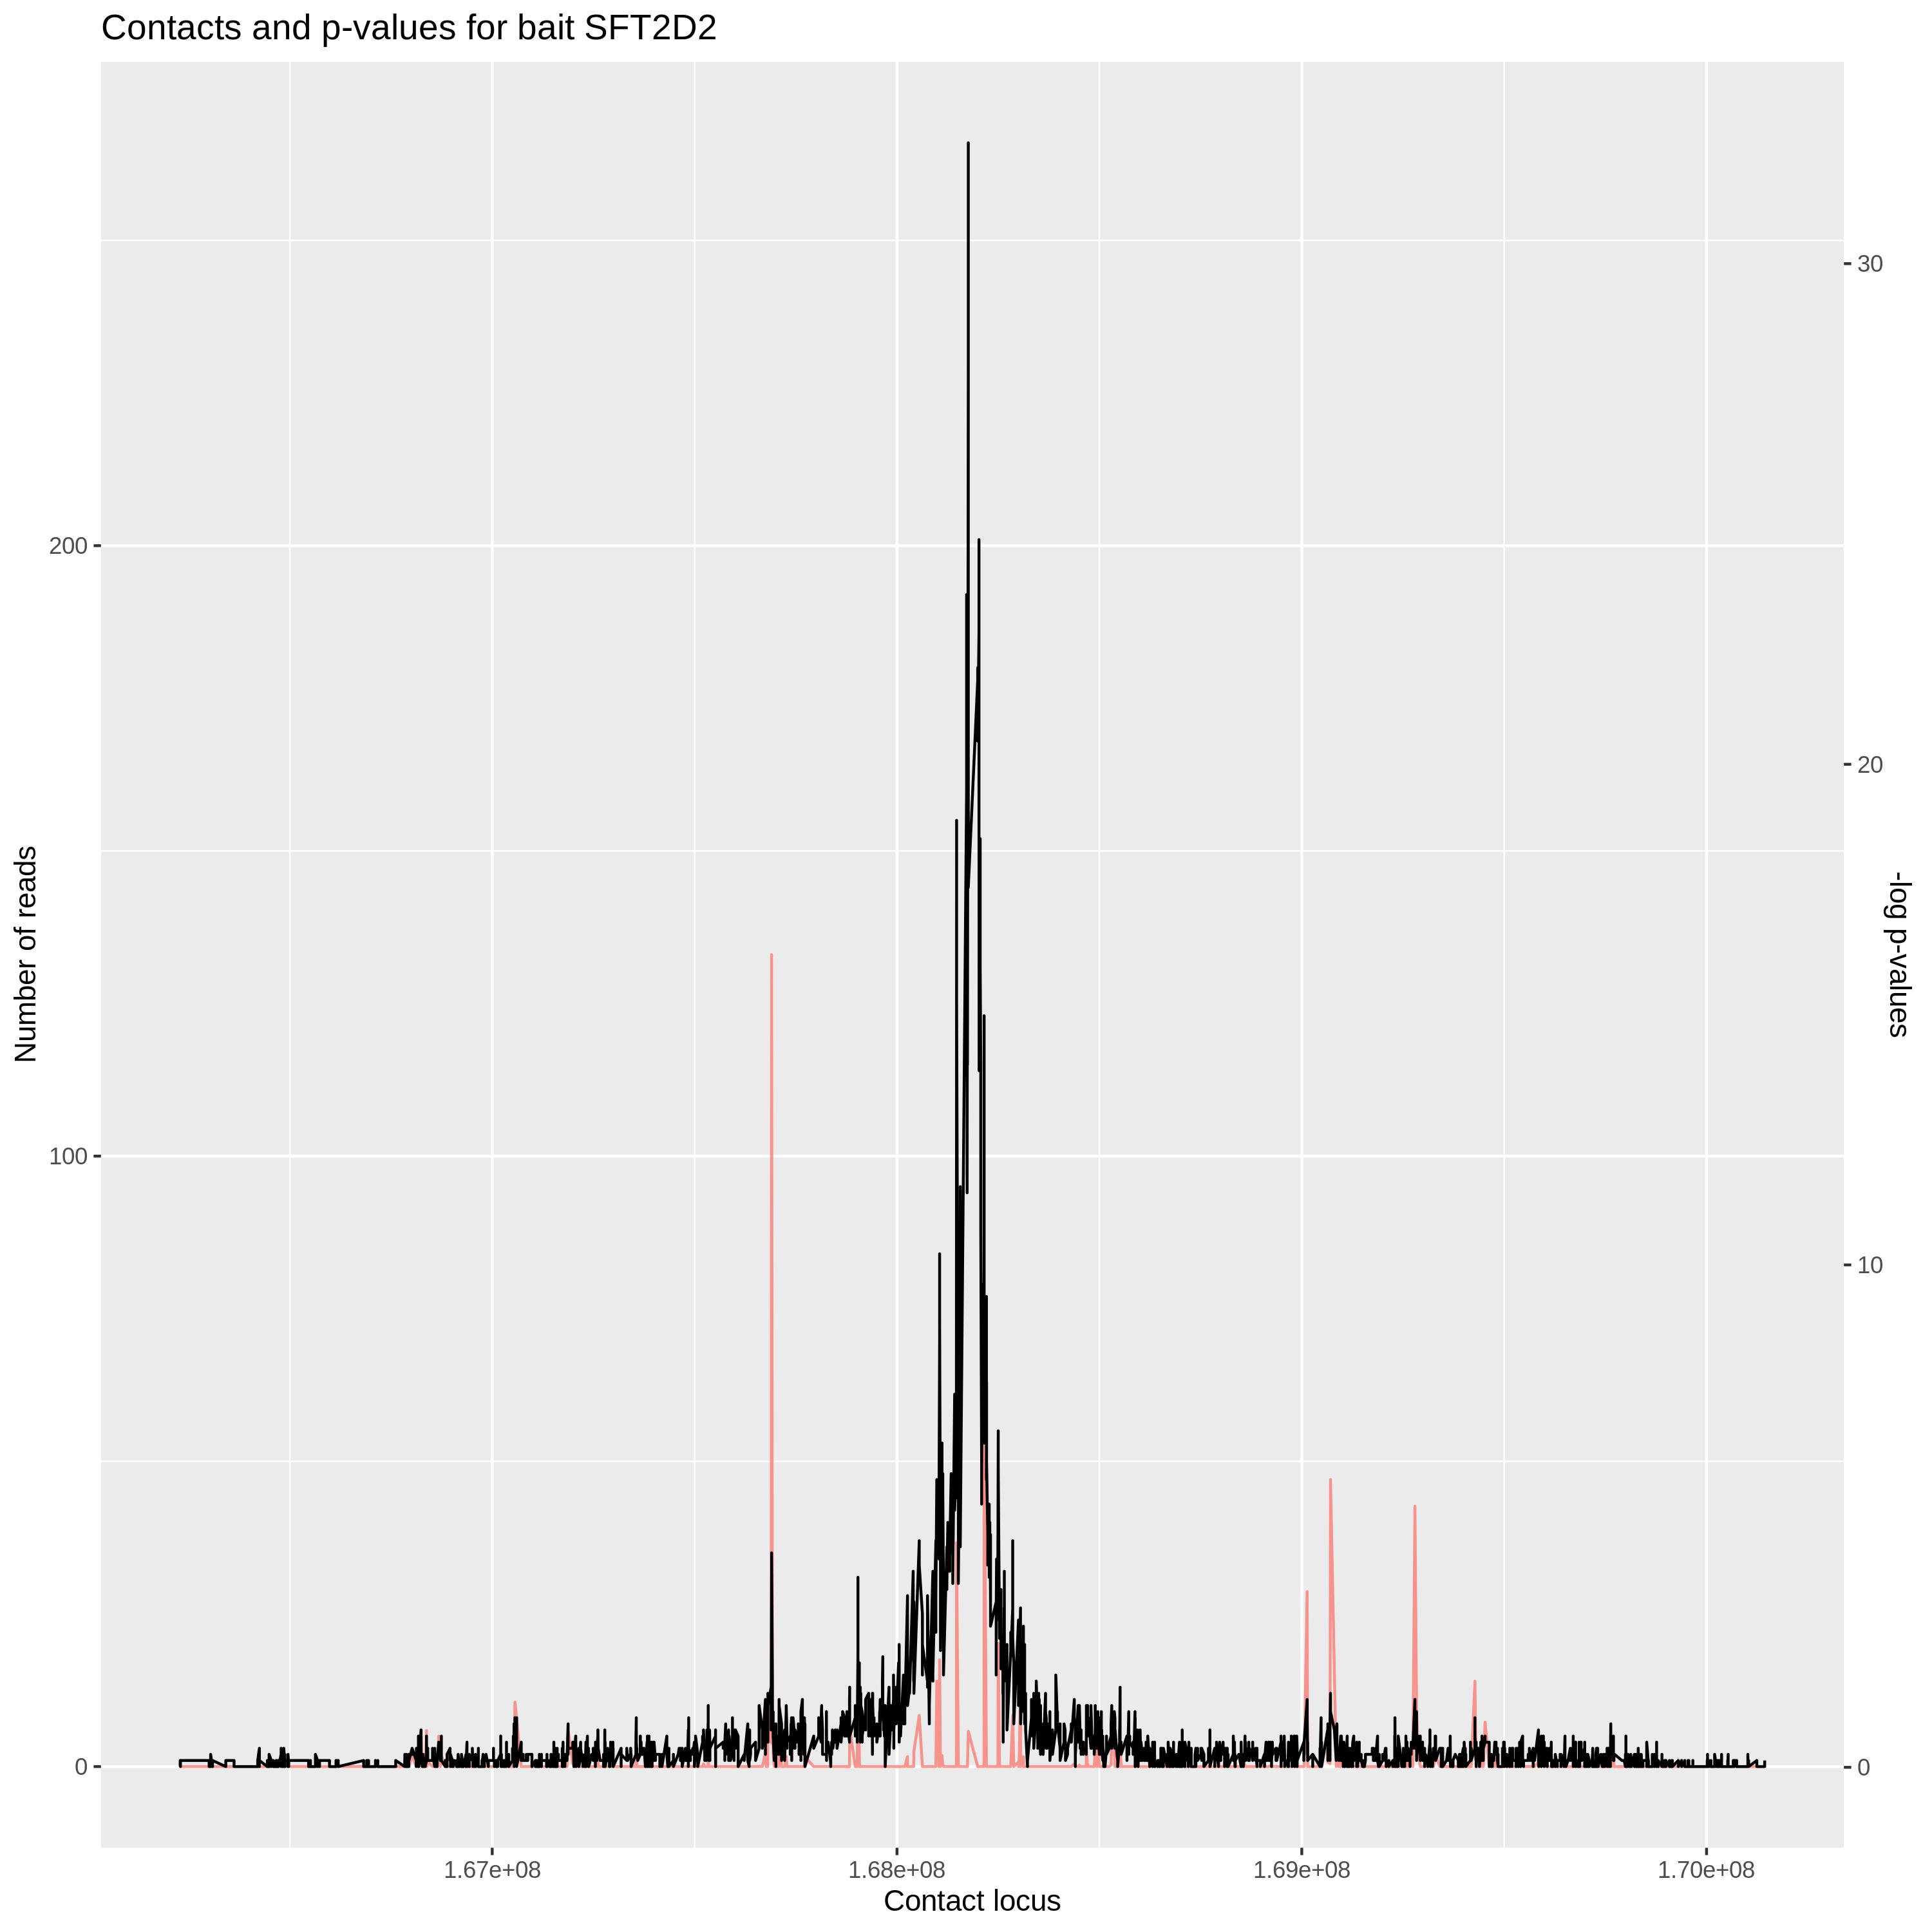 Contacts and p-values for bait SFT2D2
Number of reads
200
100
0
30
20
10
0
-log p-values
1.67e+08
1.68e+08
1.69e+08
1.70e+08
Contact locus